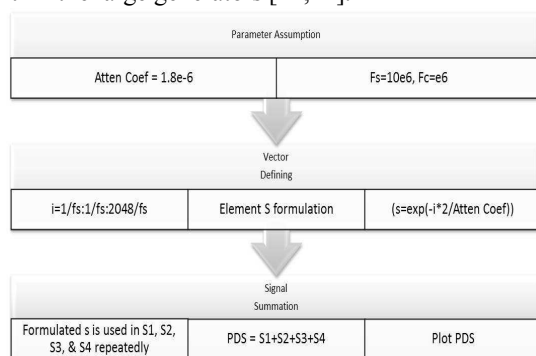 Parameter Assumption
Atten Coef = 1.8e-6
Fs=10e6, Fc=e6
Vector
Defining
i=1/fs:1/fs:2048/fs
Element S formulation
(s=exp(-i*2/Atten Coef))
Signal
Summation
Formulated s is used in S1, S2,
S3, & S4 repeatedly
PDS = S1+S2+S3+S4
Plot PDS